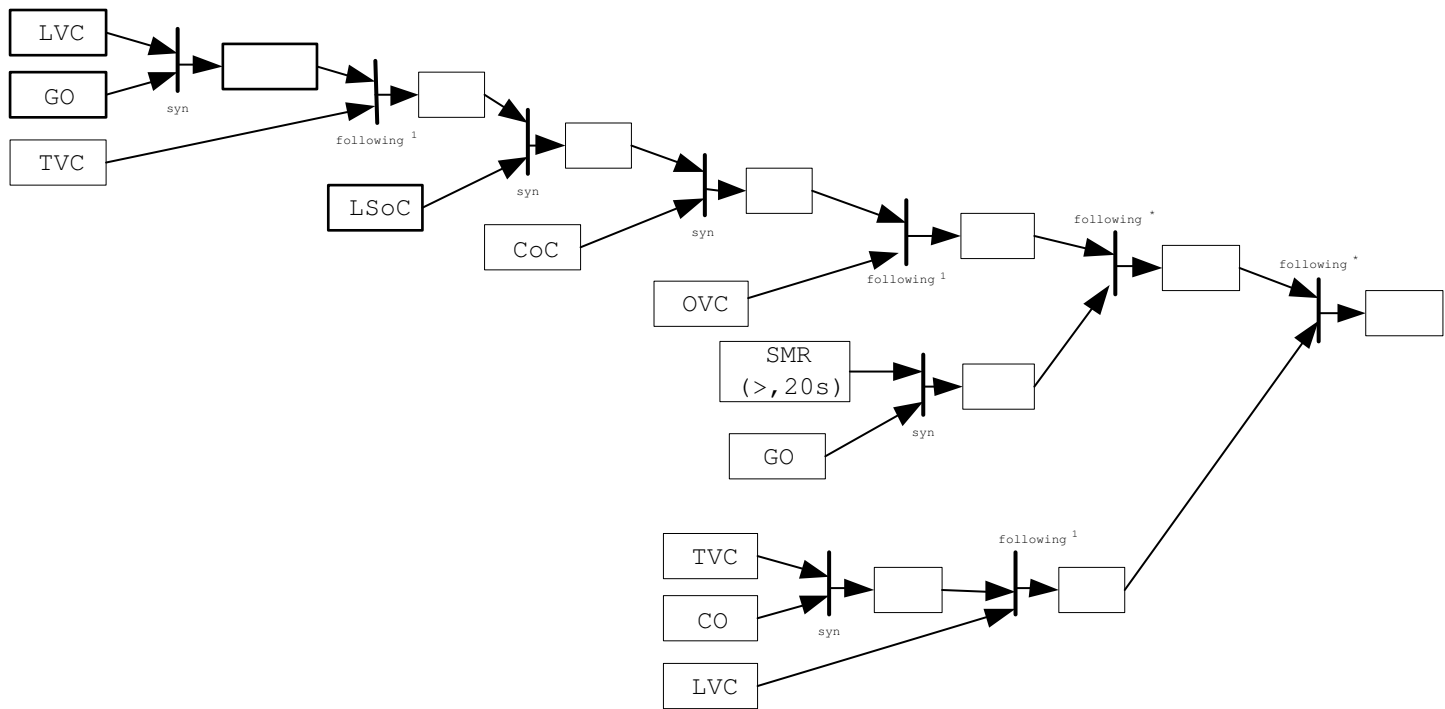 LVC
GO
syn
TVC
following 1
LSoC
syn
CoC
syn
OVC
following 1
following *
following *
SMR
(>,20s)
GO
syn
TVC
following 1
CO
syn
LVC